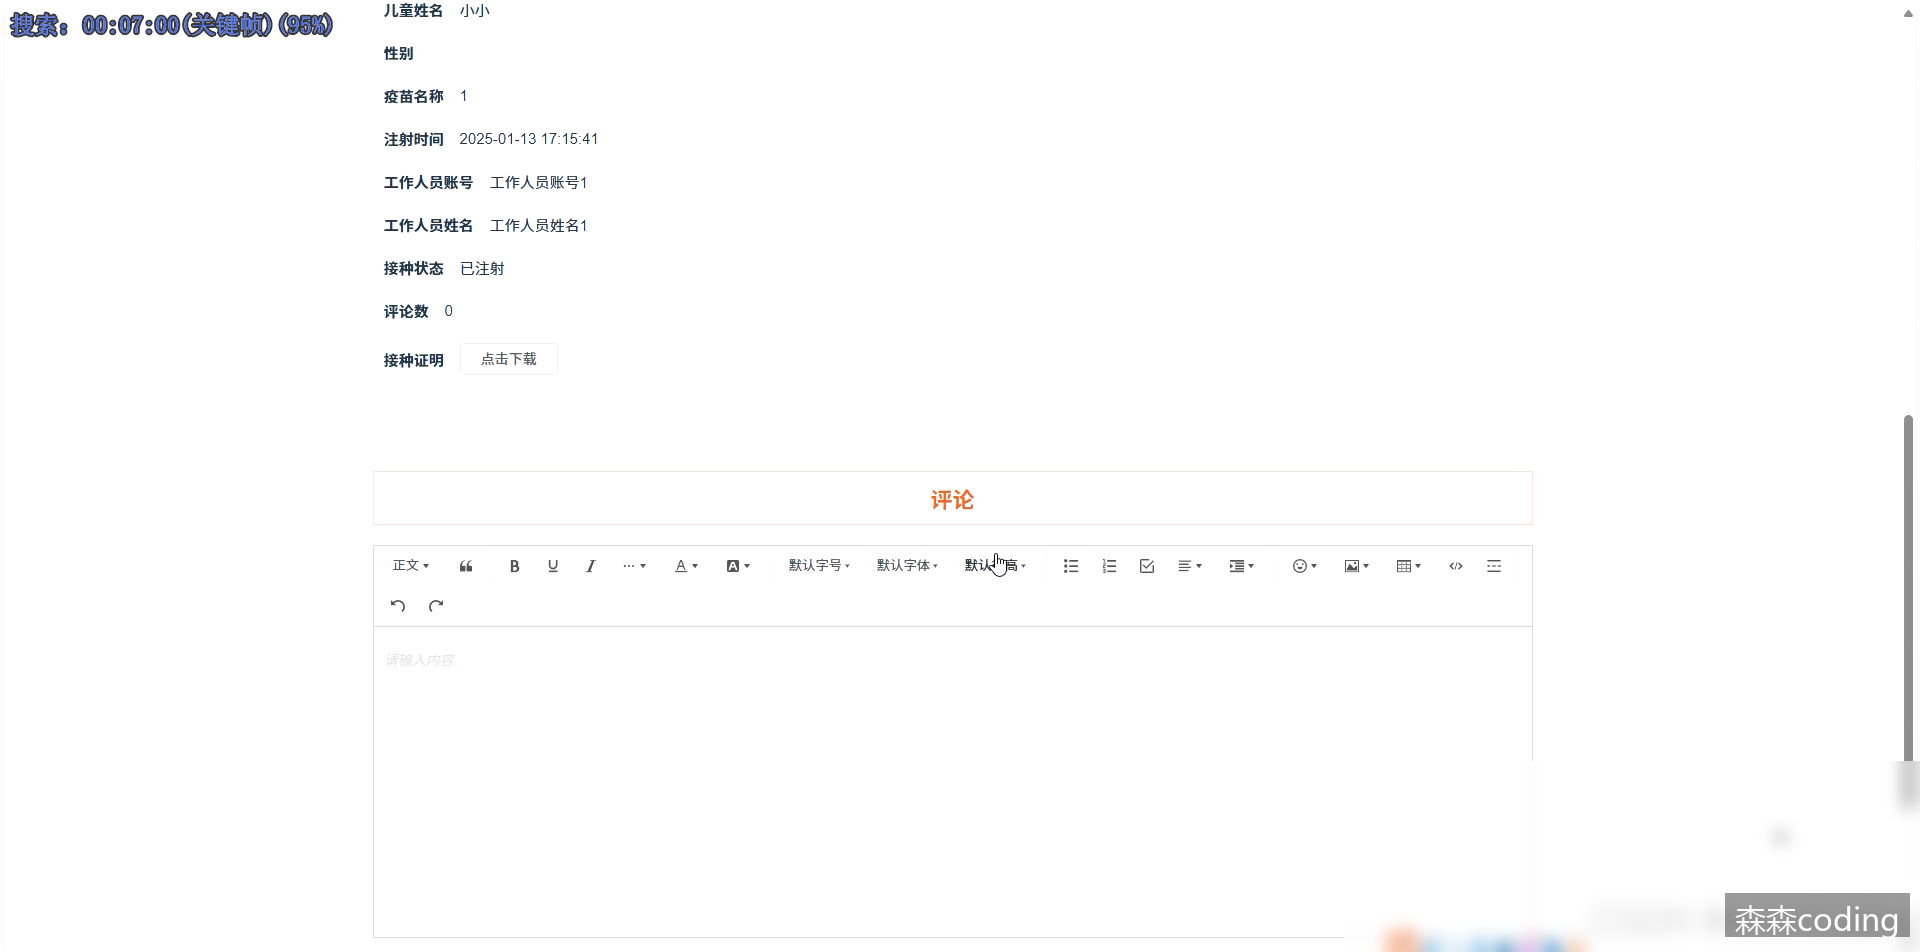 搜索: 00:07:00(关键帧)(95%)
儿童姓名 小小
性别
疫苗名称 1
注射时间 2025-01-13 17:15:41
工作人员账号 工作人员账号1
工作人员姓名 工作人员姓名1
接种状态 已注射
评论数 0
接种证明 点击下载
评论
正文 B U I ... A A 默认字号 默认字体 默认 高
请输入内容...
森森coding